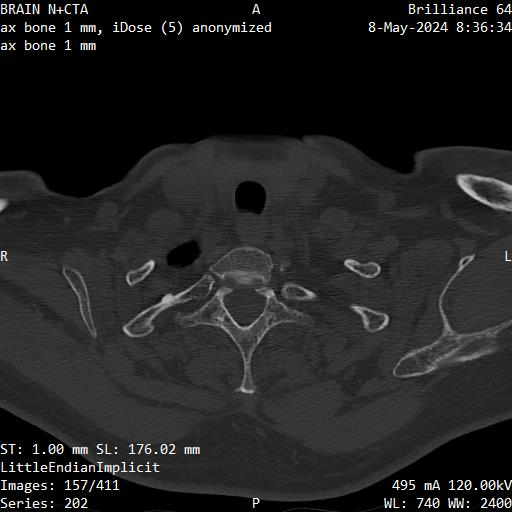 BRAIN N+CTA
ax bone 1 mm, iDose (5) anonymized
ax bone 1 mm
A
Brilliance 64
8-May-2024 8:36:34
R
L
ST: 1.00 mm SL: 176.02 mm
LittleEndianImplicit
Images: 157/411
Series: 202
P
495 mA 120.00kV
WL: 740 WW: 2400